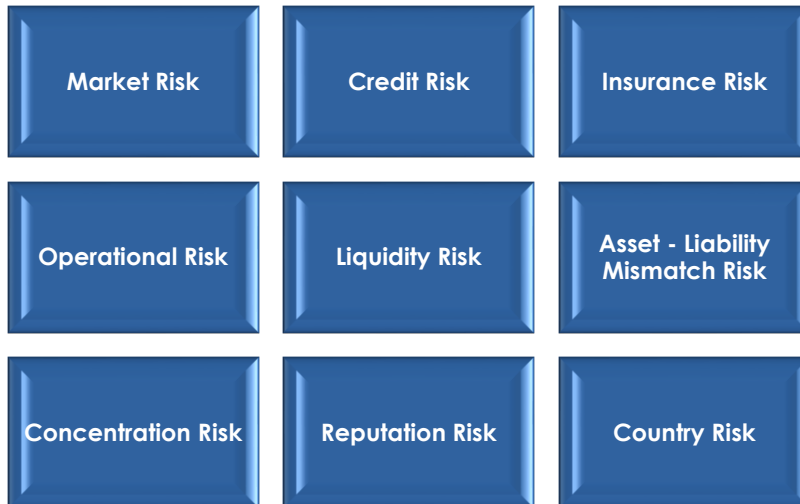 Market Risk
Credit Risk
Insurance Risk
Operational Risk
Liquidity Risk
Asset - Liability
Mismatch Risk
Concentration Risk
Reputation Risk
Country Risk